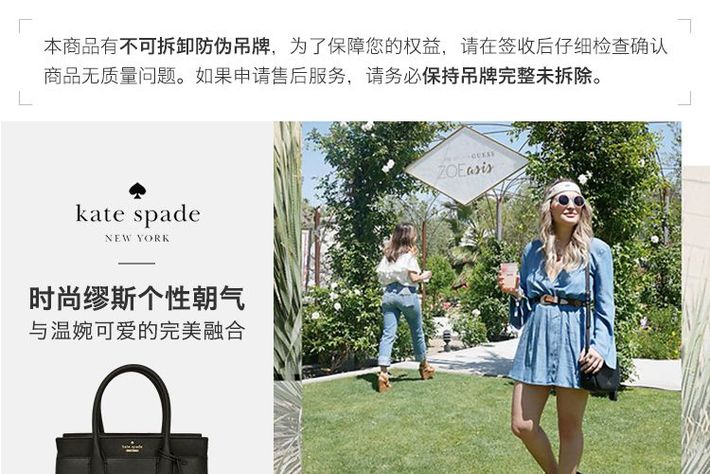 本商品有不可拆卸防伪吊牌，为了保障您的权益，请在签收后仔细检查确认
商品无质量问题。如果申请售后服务，请务必保持吊牌完整未拆除。
kate spade
NEW YORK
时尚缪斯个性朝气
与温婉可爱的完美融合
GUESS
ZOEasis
kate spade